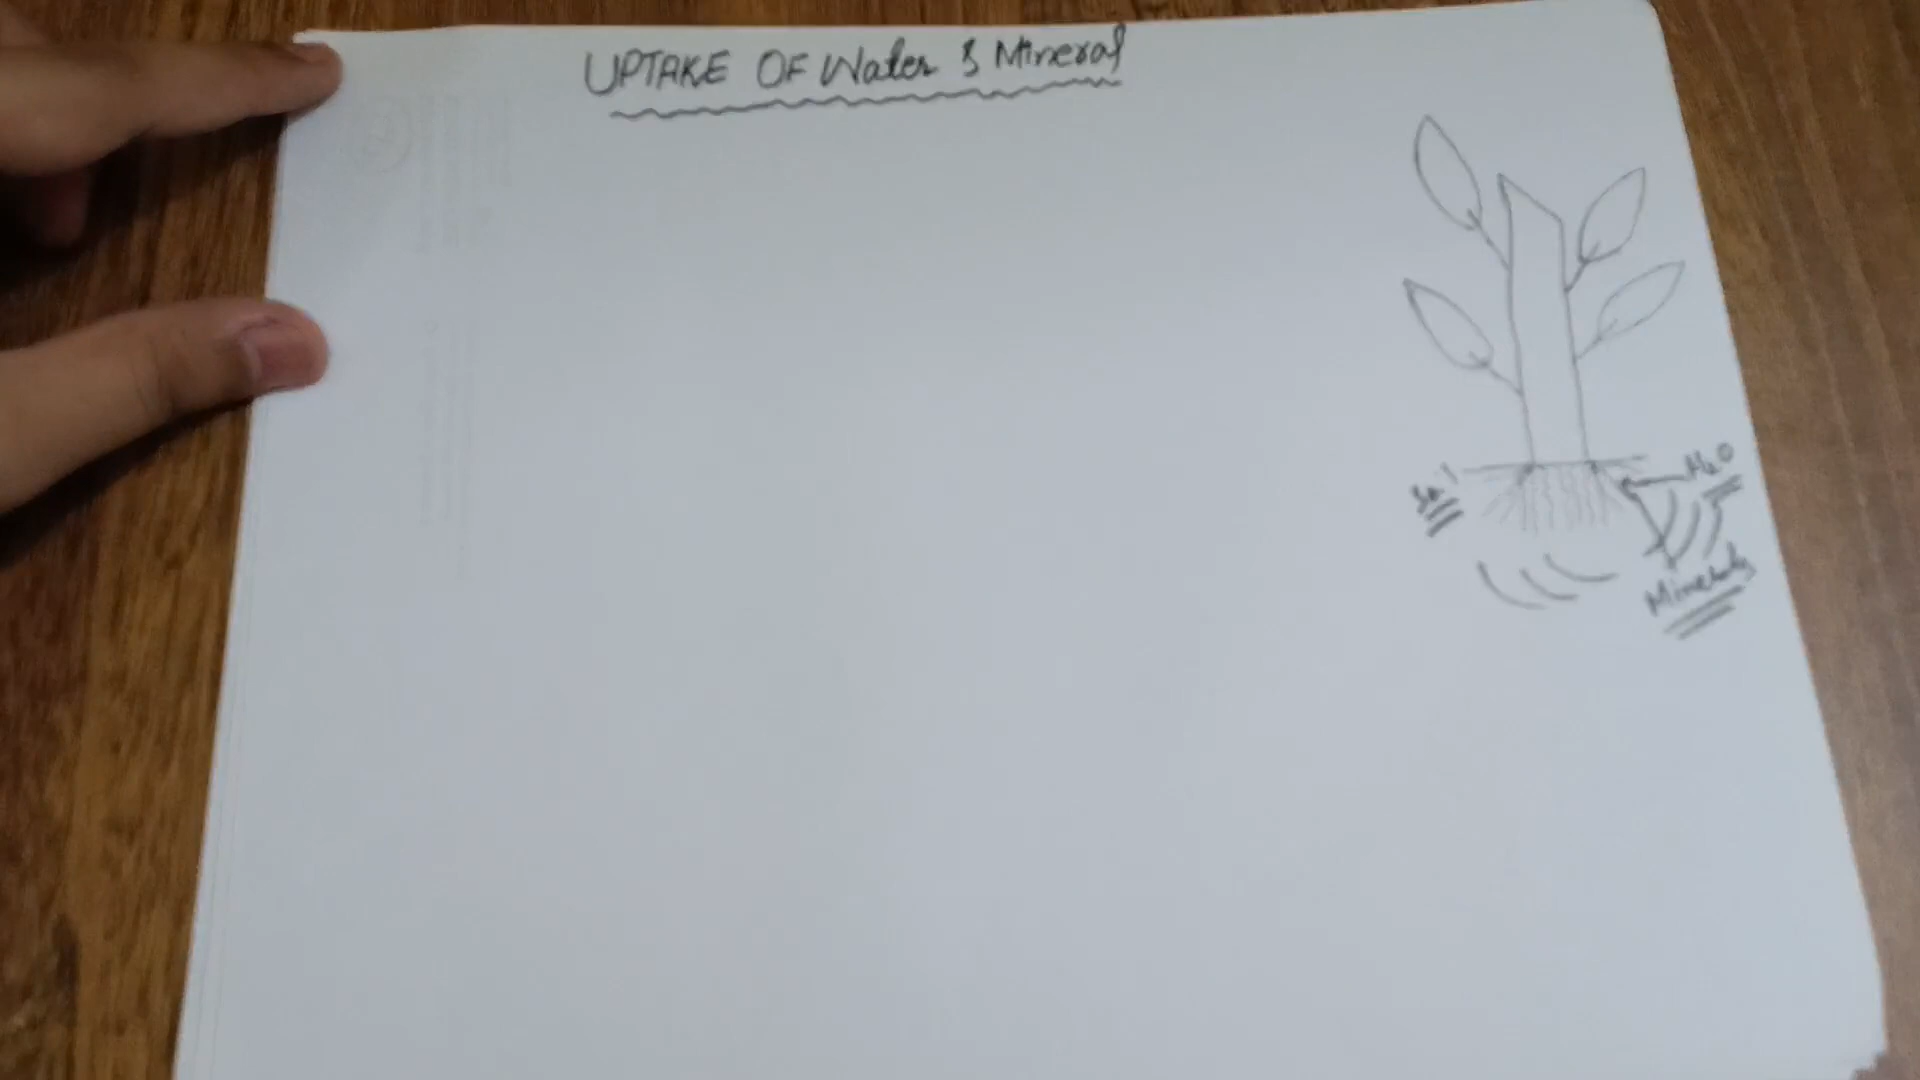 UPTAKE OF Water & Mineral
Soil
H₂O
Minerals